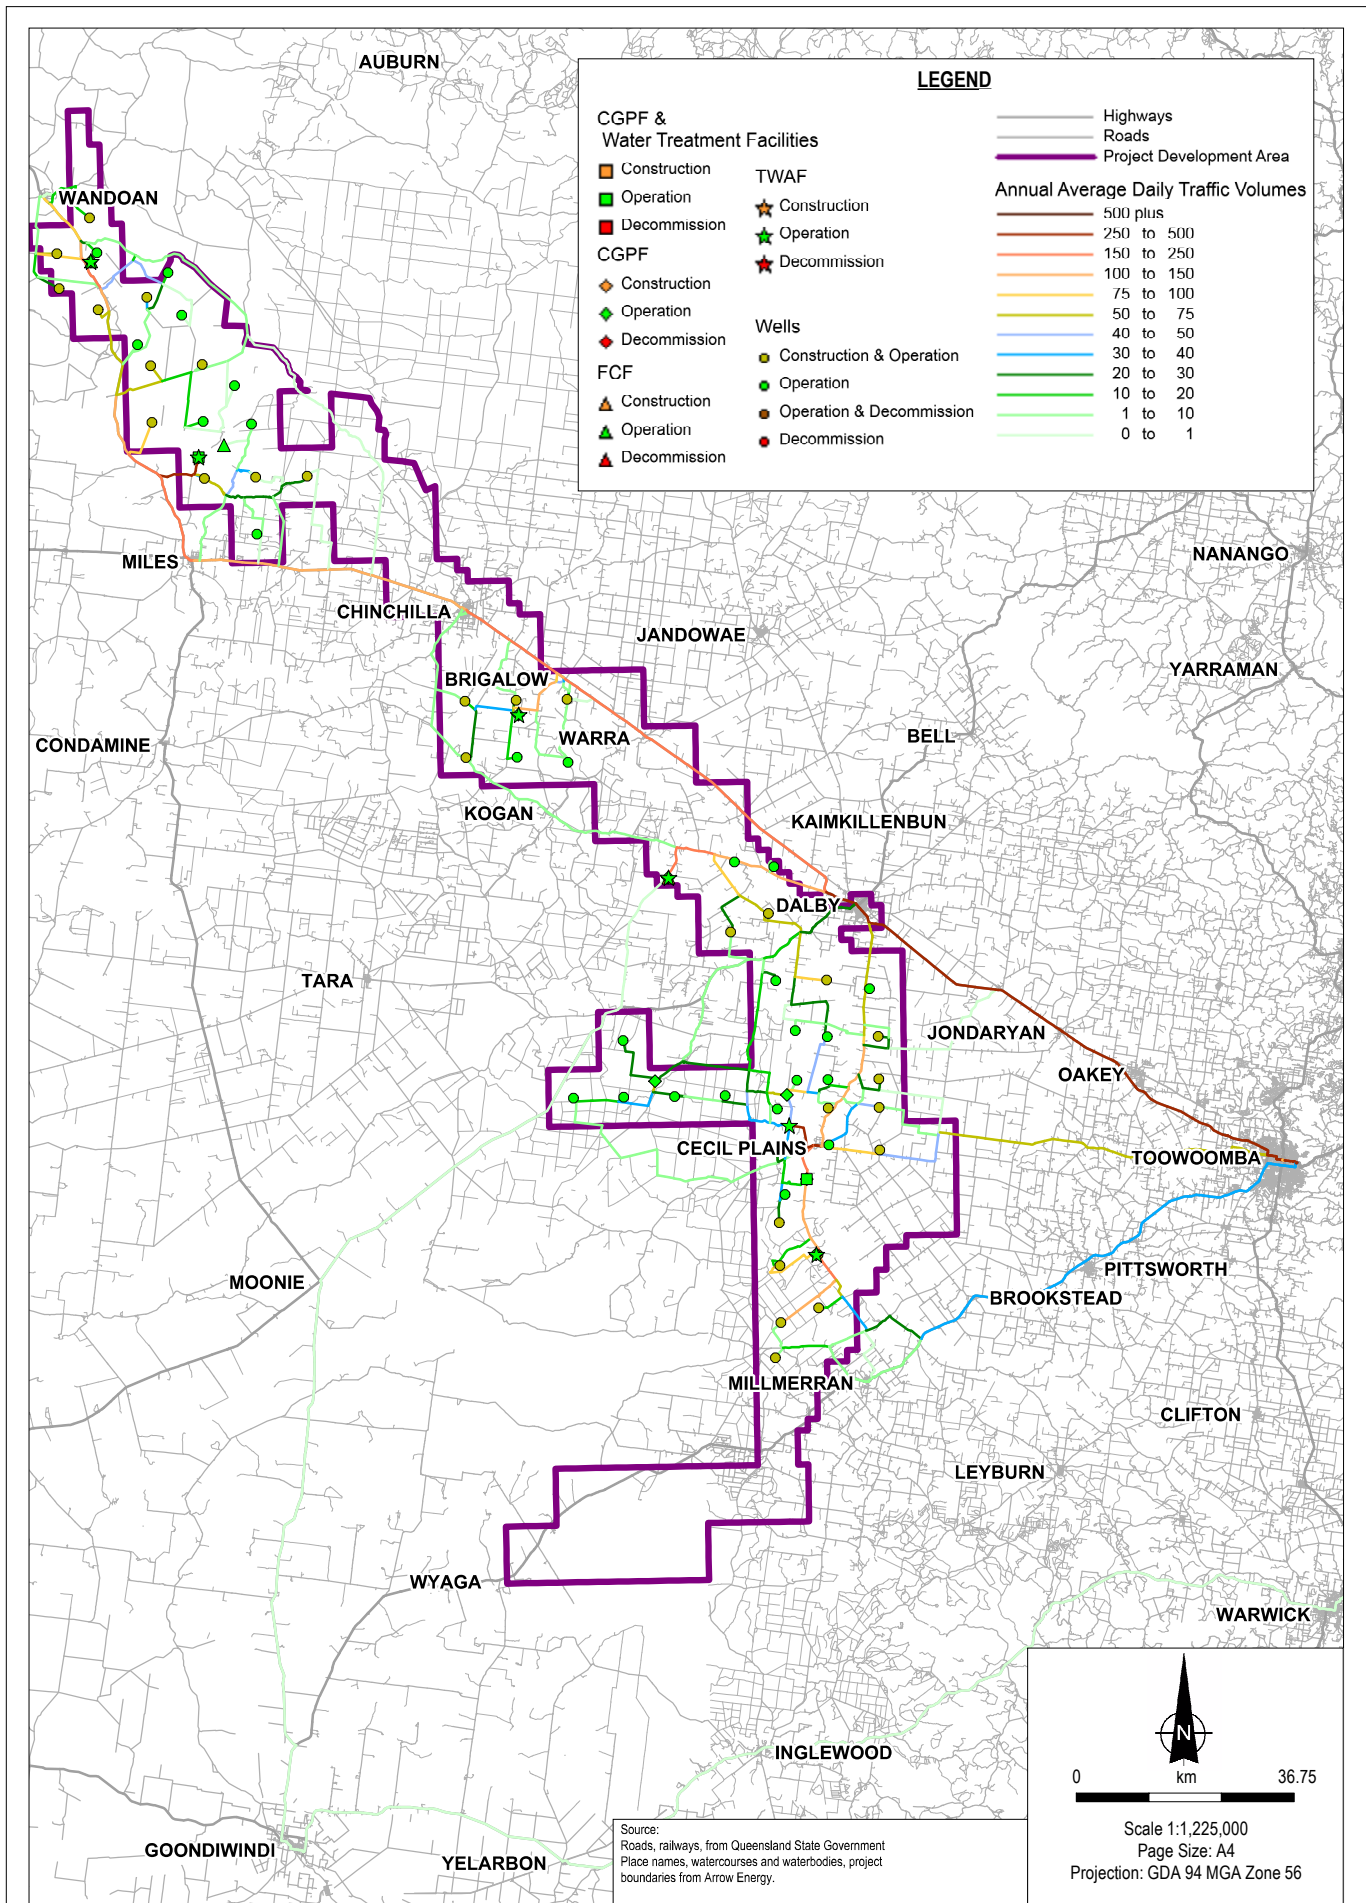 AUBURN
LEGEND
CGPF &
Water Treatment Facilities
Construction
Operation
Decommission
CGPF
Construction
Operation
Decommission
FCF
Construction
Operation
Decommission
TWAF
Construction
Operation
Decommission
Wells
Construction & Operation
Operation
Operation & Decommission
Decommission
Highways
Roads
Project Development Area
Annual Average Daily Traffic Volumes
500 plus
250 to 500
150 to 250
100 to 150
75 to 100
50 to 75
40 to 50
30 to 40
20 to 30
10 to 20
1 to 10
0 to 1
WANDOAN
NANANGO
MILES
CHINCHILLA
JANDOWAE
YARRAMAN
BRIGALOW
CONDAMINE
WARRA
BELL
KOGAN
KAIMKILLENBUN
DALBY
TARA
JONDARYAN
OAKEY
CECIL PLAINS
TOOWOOMBA
MOONIE
PITTSWORTH
BROOKSTEAD
MILLMERRAN
CLIFTON
LEYBURN
WYAGA
WARWICK
INGLEWOOD
GOONDIWINDI
YELARBON
N
0 km 36.75
Scale 1:1,225,000
Page Size: A4
Projection: GDA 94 MGA Zone 56
Source:
Roads, railways, from Queensland State Government
Place names, watercourses and waterbodies, project
boundaries from Arrow Energy.